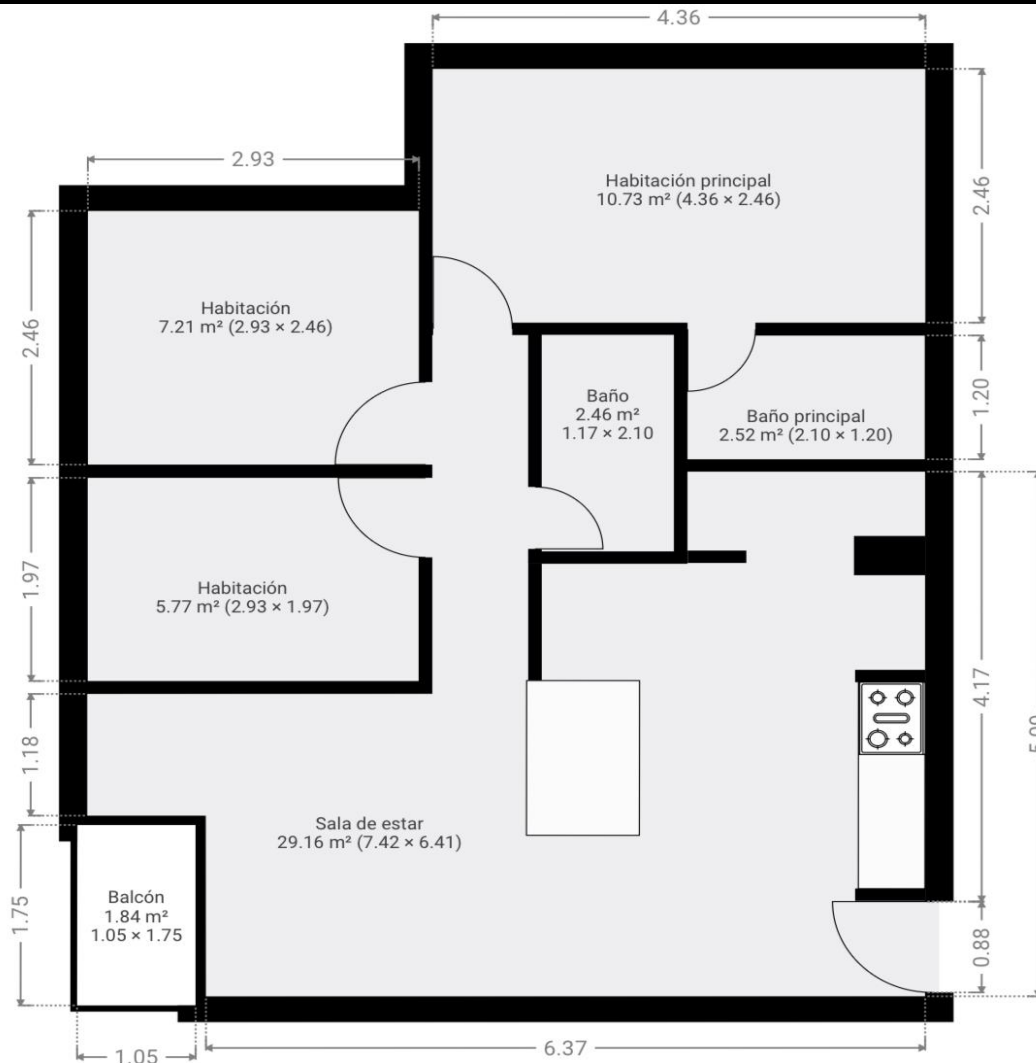 4.36
2.93
Habitación principal
10.73 m² (4.36 × 2.46)
2.46
Habitación
7.21 m² (2.93 × 2.46)
2.46
Baño
2.46 m²
1.17 × 2.10
Baño principal
2.52 m² (2.10 × 1.20)
1.20
Habitación
5.77 m² (2.93 × 1.97)
1.97
4.17
1.18
Sala de estar
29.16 m² (7.42 × 6.41)
Balcón
1.84 m²
1.05 × 1.75
1.75
0.88
1.05
6.37